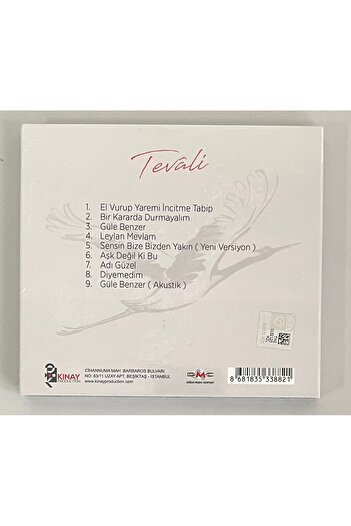 Tevâli
1. El Vurup Yaremi İncitme Tabip
2. Bir Kararda Durmayalım
3. Güle Benzer
4. Leylan Mevlam
5. Sensin Bize Bizden Yakın ( Yeni Versiyon )
6. Aşk Değil Ki Bu
7. Adı Güzel
8. Diyemedim
9. Güle Benzer ( Akustik )
KINAY
PRODUCTION
CİHANNUMA MAH. BARBAROS BULVARI
NO: 63/11 UZAY APT. BEŞİKTAŞ - İSTANBUL
www.kinayproduction.com
8 681835 338821